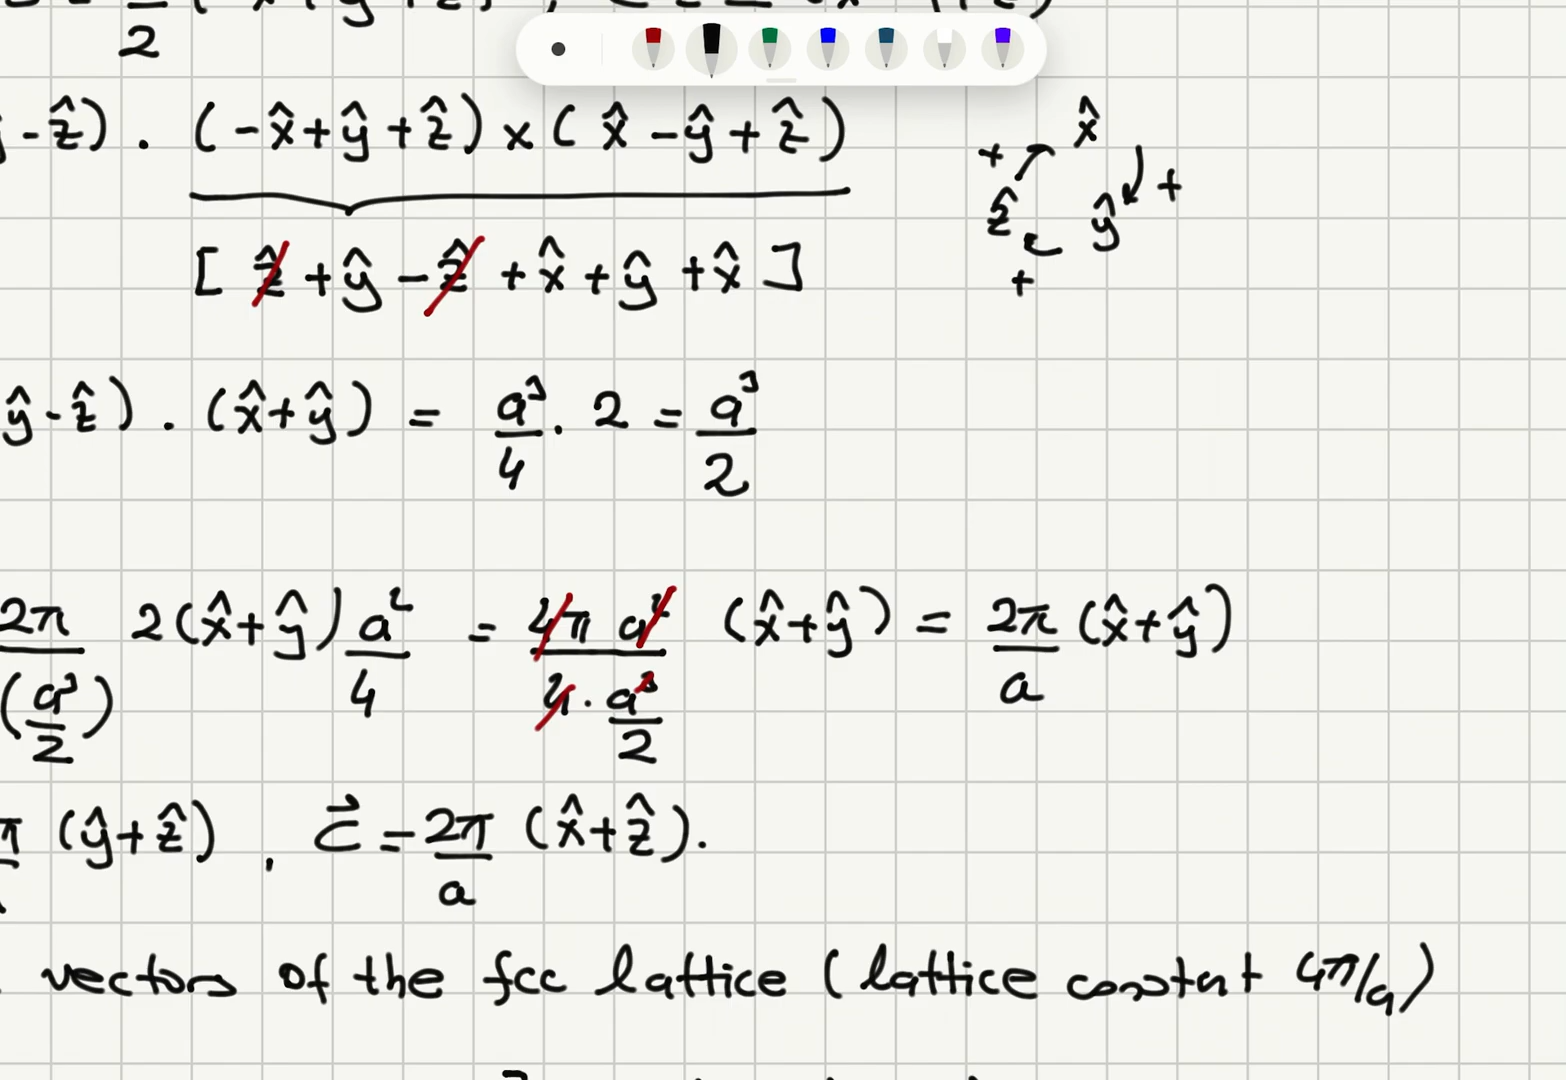 2
-ẑ) . (-x̂+ŷ+ẑ) × ( x̂ -ŷ + ẑ ) x̂
+ +
ẑ ŷ
[ ẑ +ŷ -ẑ + x̂ + ŷ + x̂ ] +
ŷ-ẑ) . (x̂+ŷ) = a³/4 . 2 = a³/2
2π/(a³/2) 2(x̂+ŷ) a²/4 = 4π a²/(4 . a³/2) (x̂+ŷ) = 2π/a (x̂+ŷ)
π (ŷ+ẑ) , c⃗ = 2π/a (x̂+ẑ).
vectors of the fcc lattice (lattice constant 4π/a)